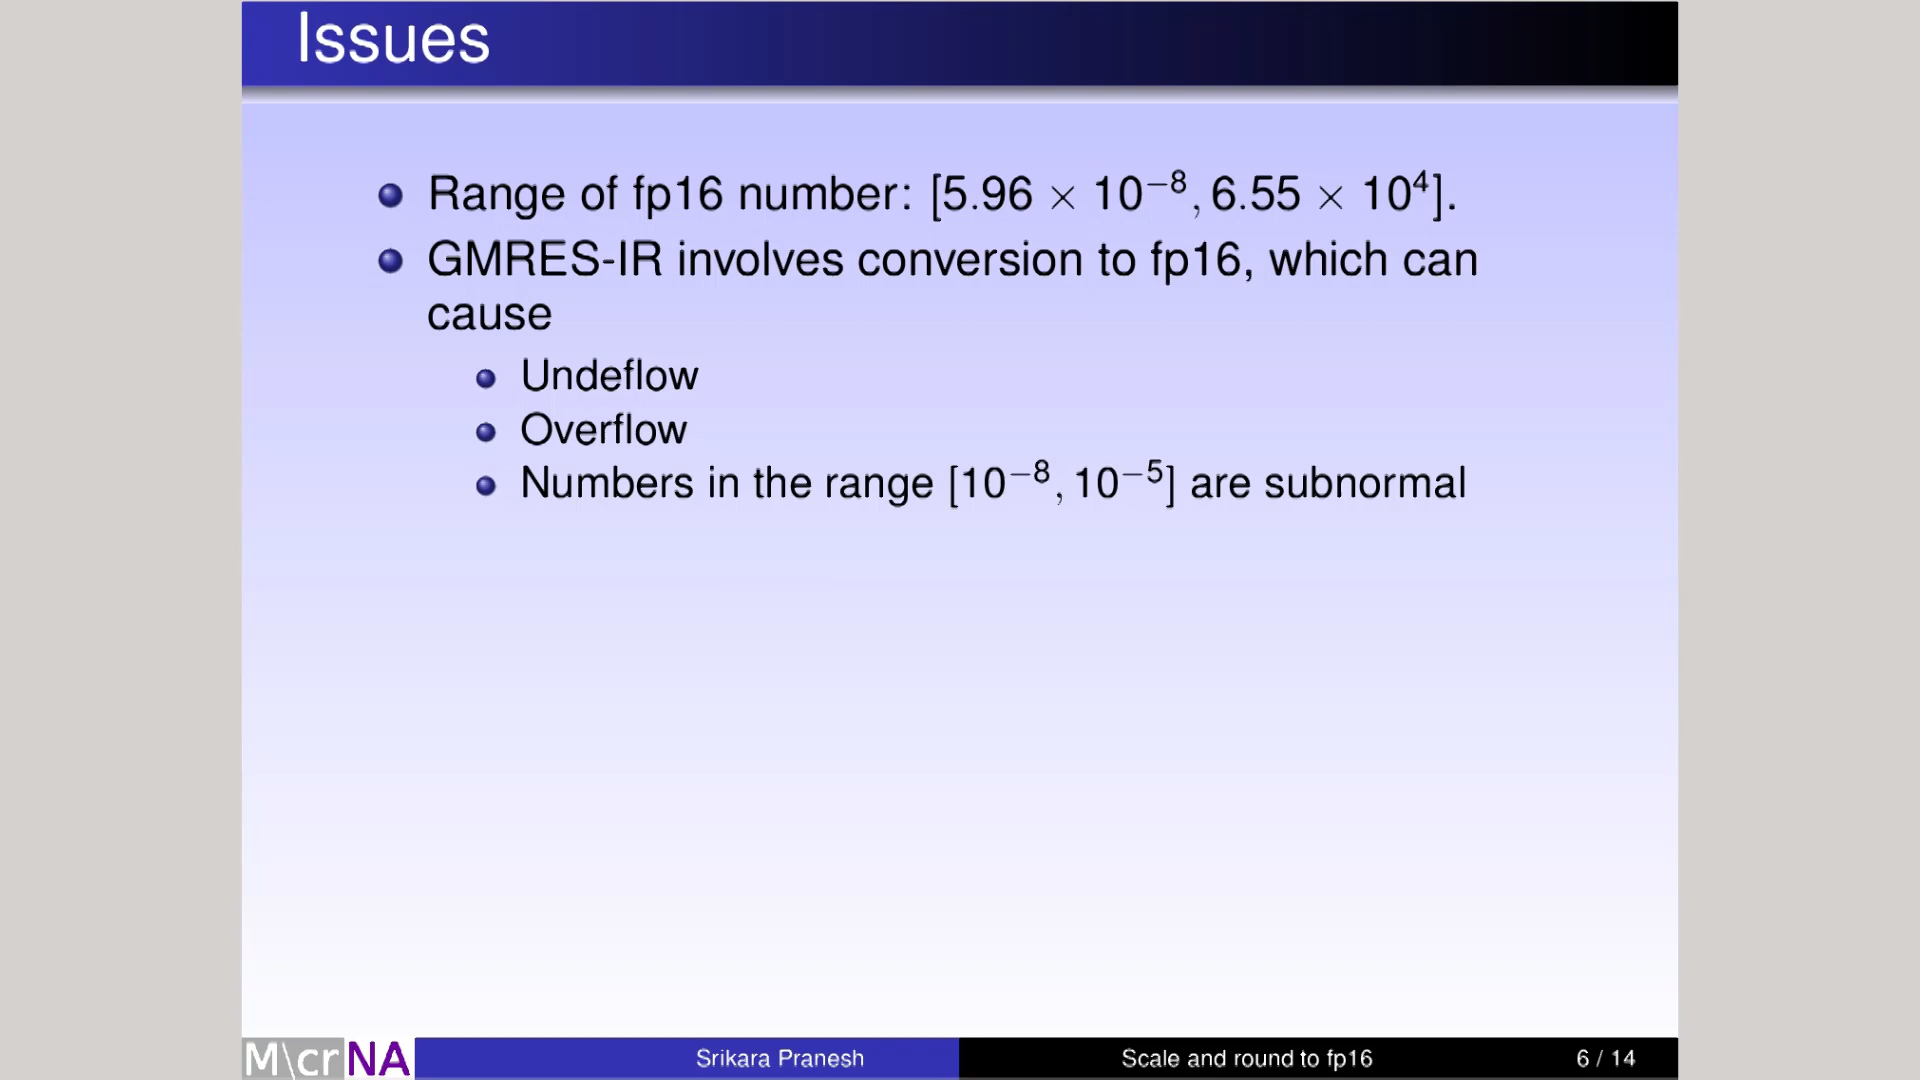 Issues
Range of fp16 number: [5.96 × 10⁻⁸, 6.55 × 10⁴].
GMRES-IR involves conversion to fp16, which can
cause
Undeflow
Overflow
Numbers in the range [10⁻⁸, 10⁻⁵] are subnormal
M\crNA Srikara Pranesh Scale and round to fp16 6 / 14